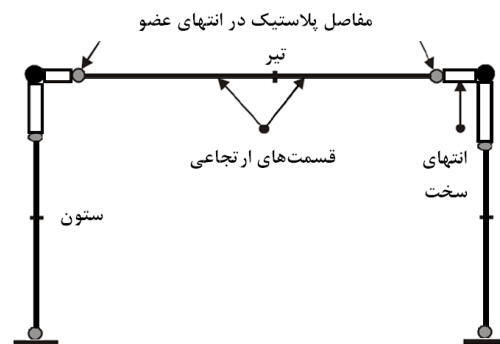 مفاصل پلاستیک در انتهای عضو
تیر
قسمت‌های ارتجاعی
انتهای
سخت
ستون